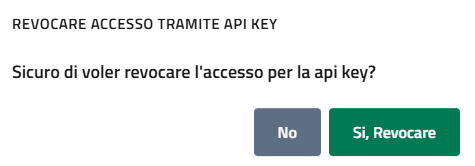 REVOCARE ACCESSO TRAMITE API KEY
Sicuro di voler revocare l'accesso per la api key?
No
Si, Revocare